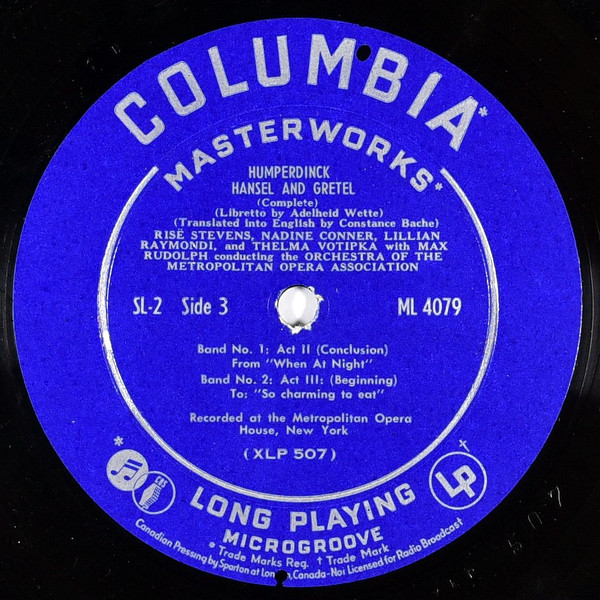 COLUMBIA*
MASTERWORKS*
HUMPERDINCK
HANSEL AND GRETEL
(Complete)
(Libretto by Adelheid Wette)
(Translated into English by Constance Bache)
RISË STEVENS, NADINE CONNER, LILLIAN
RAYMONDI, and THELMA VOTIPKA with MAX
RUDOLPH conducting the ORCHESTRA OF THE
METROPOLITAN OPERA ASSOCIATION
SL-2 Side 3 ML 4079
Band No. 1: Act II (Conclusion)
From "When At Night"
Band No. 2: Act III: (Beginning)
To: "So charming to eat"
Recorded at the Metropolitan Opera
House, New York
(XLP 507)
* CBS
LP †
LONG PLAYING
MICROGROOVE
* Trade Marks Reg. † Trade Mark
Canadian Pressing by Sparton at Canada-Not Licensed for Radio Broadcast
507